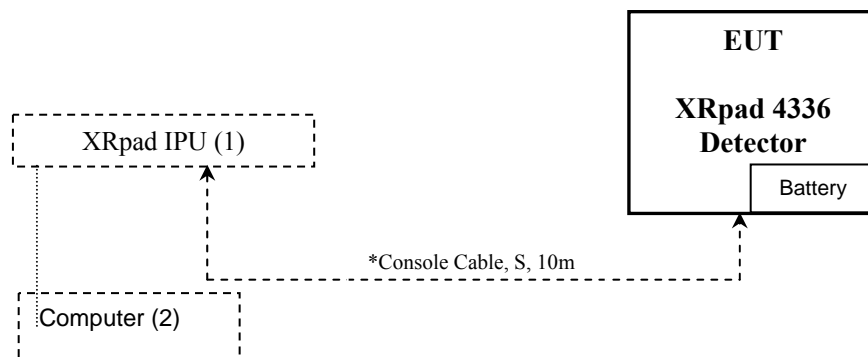 EUT
XRpad 4336
Detector
Battery
XRpad IPU (1)
*Console Cable, S, 10m
Computer (2)